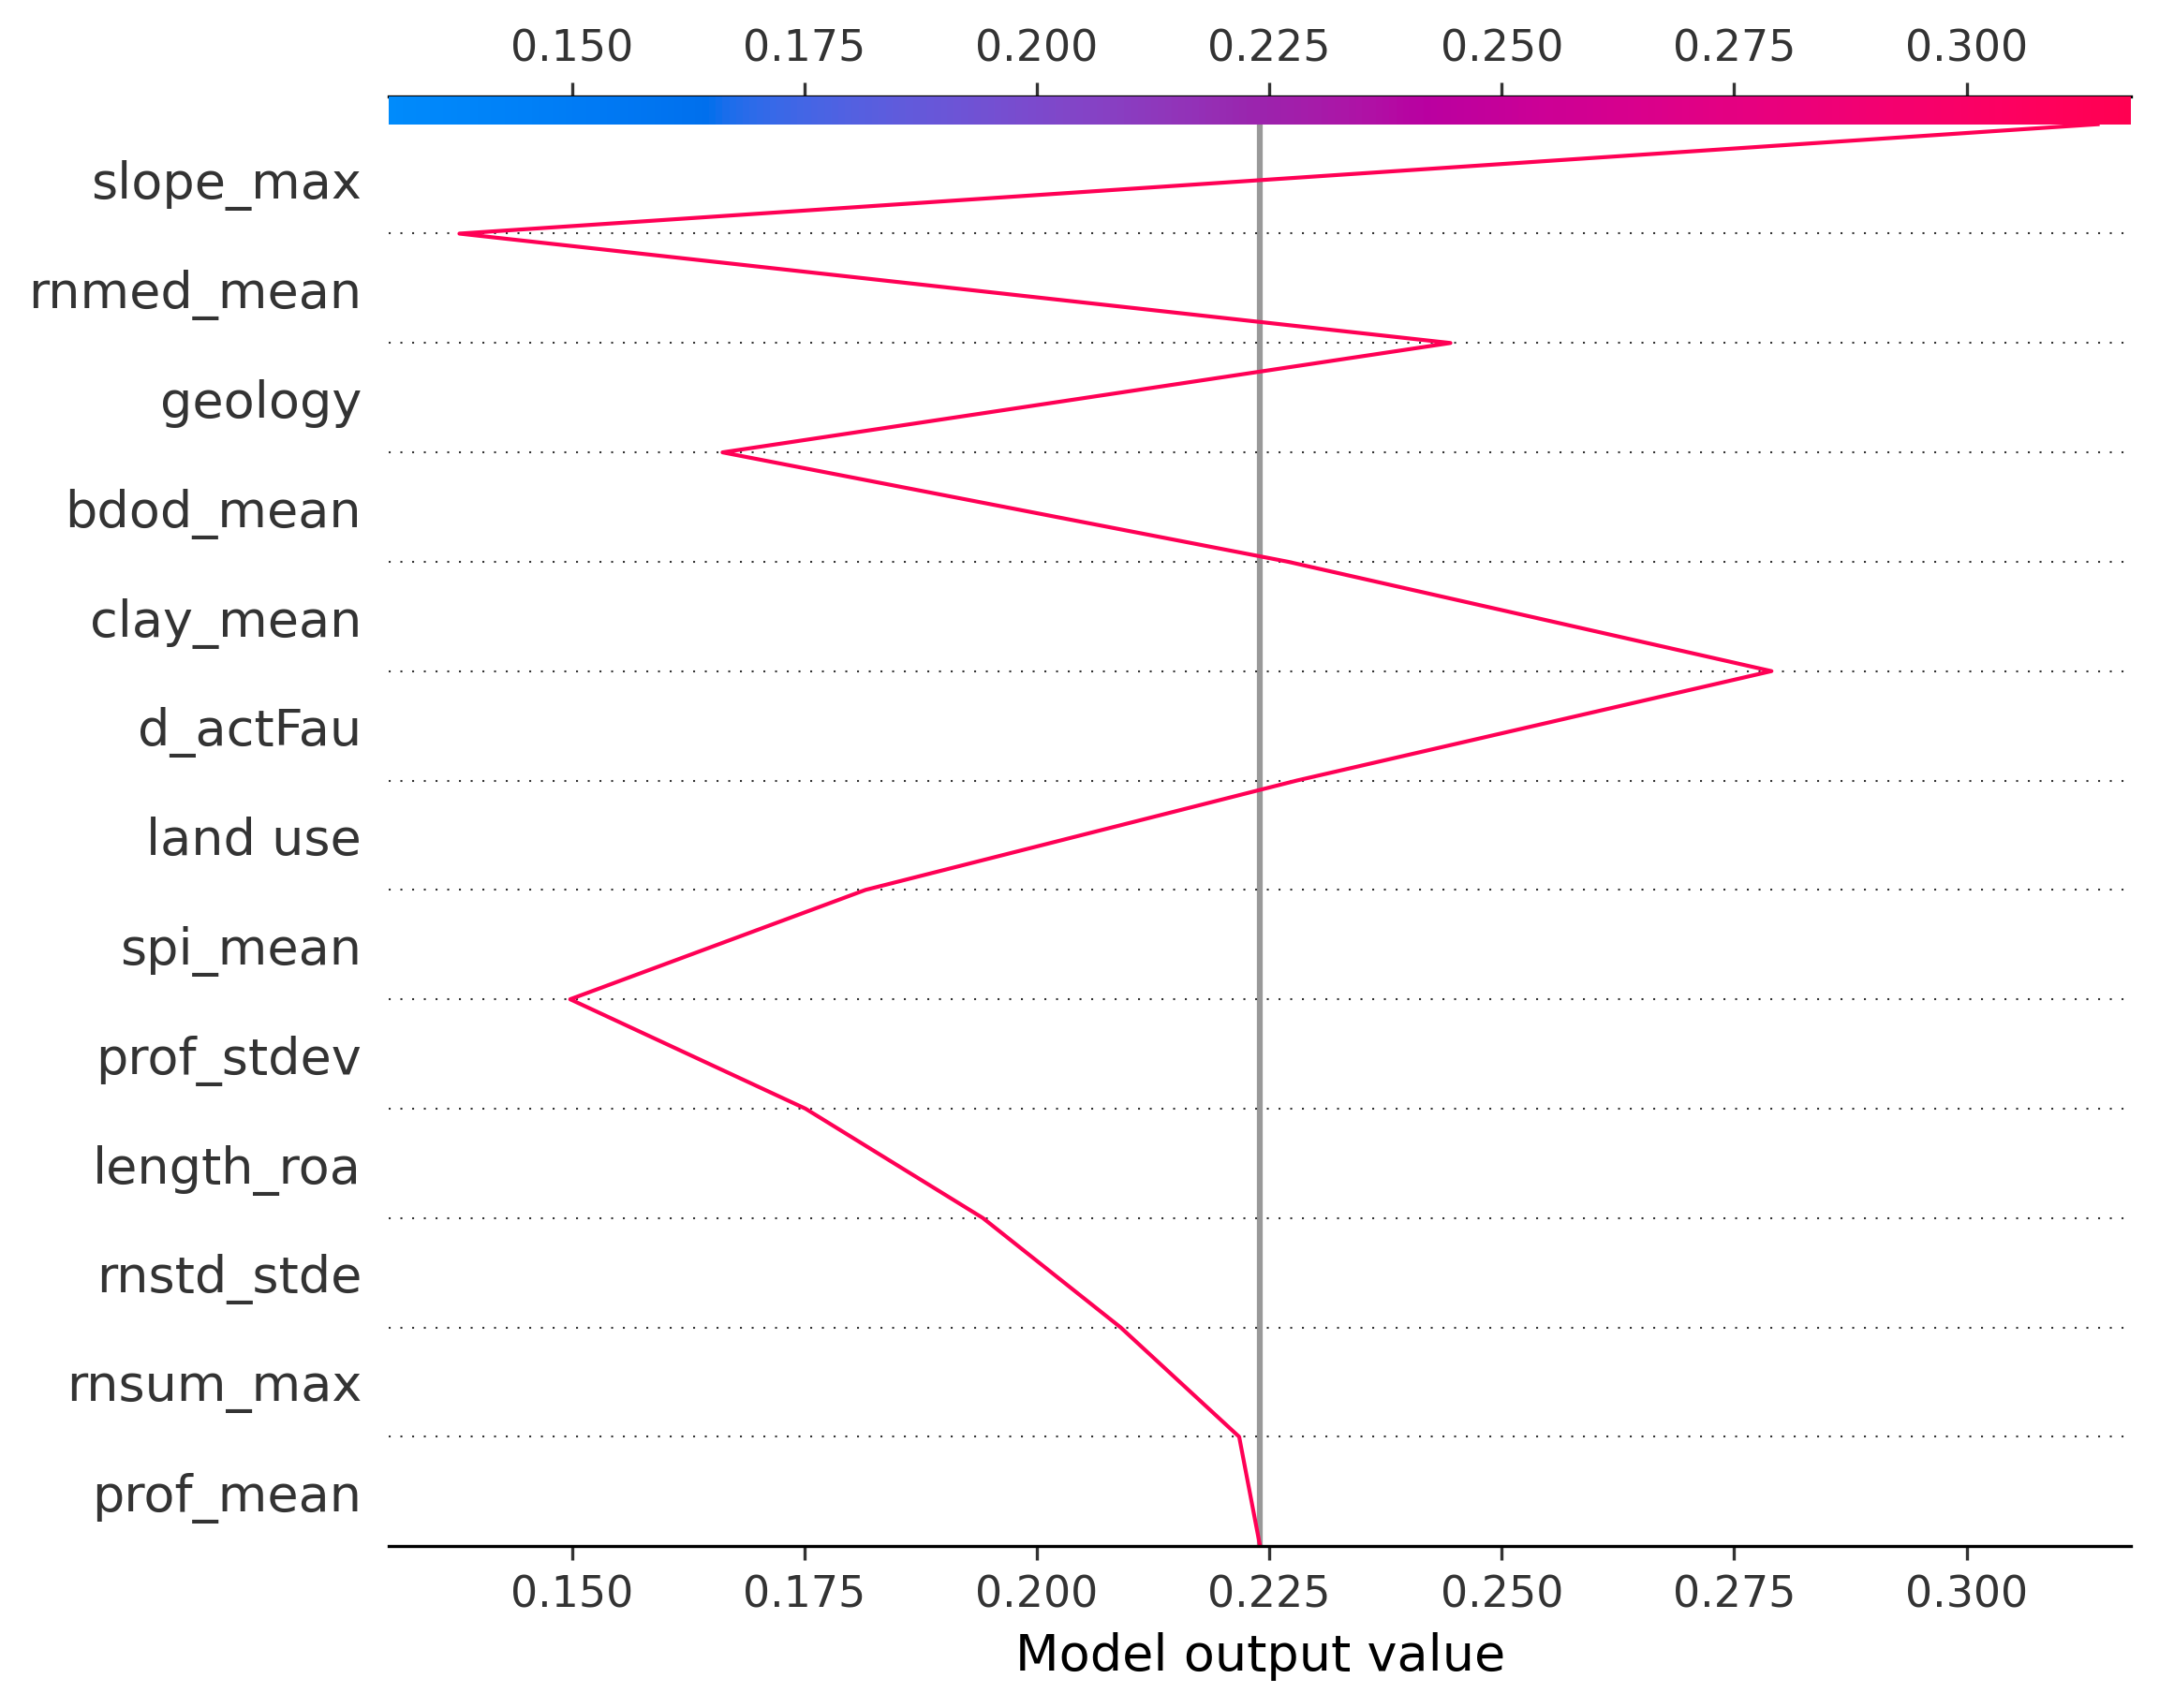 0.150 0.175 0.200 0.225 0.250 0.275 0.300
slope_max
rnmed_mean
geology
bdod_mean
clay_mean
d_actFau
land use
spi_mean
prof_stdev
length_roa
rnstd_stde
rnsum_max
prof_mean
0.150 0.175 0.200 0.225 0.250 0.275 0.300
Model output value